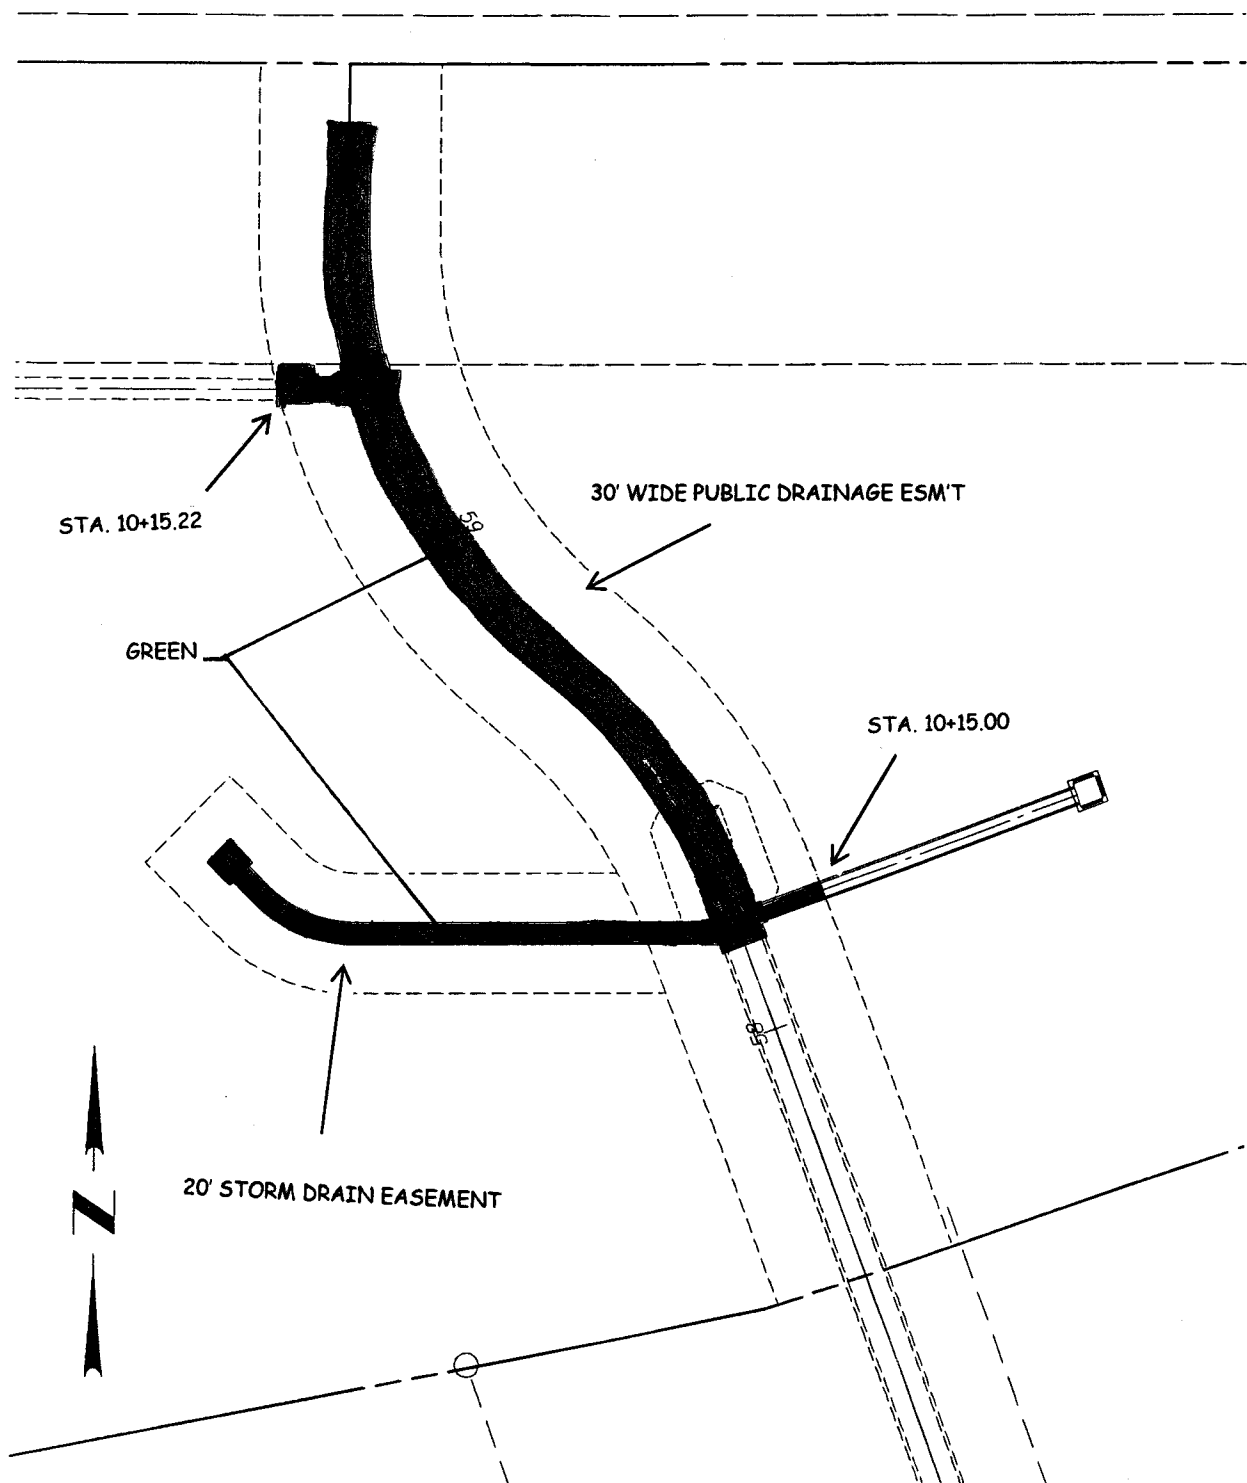 30' WIDE PUBLIC DRAINAGE ESM'T
STA. 10+15.22
59
GREEN
STA. 10+15.00
58
20' STORM DRAIN EASEMENT
N